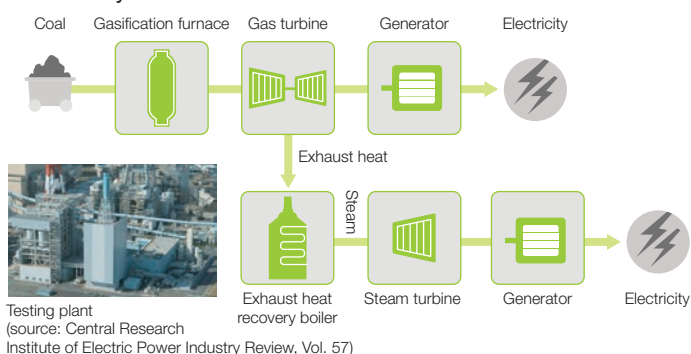 Coal
Gasification furnace
Gas turbine
Generator
Electricity
Exhaust heat
Steam
Exhaust heat
recovery boiler
Steam turbine
Generator
Electricity
Testing plant
(source: Central Research
Institute of Electric Power Industry Review, Vol. 57)